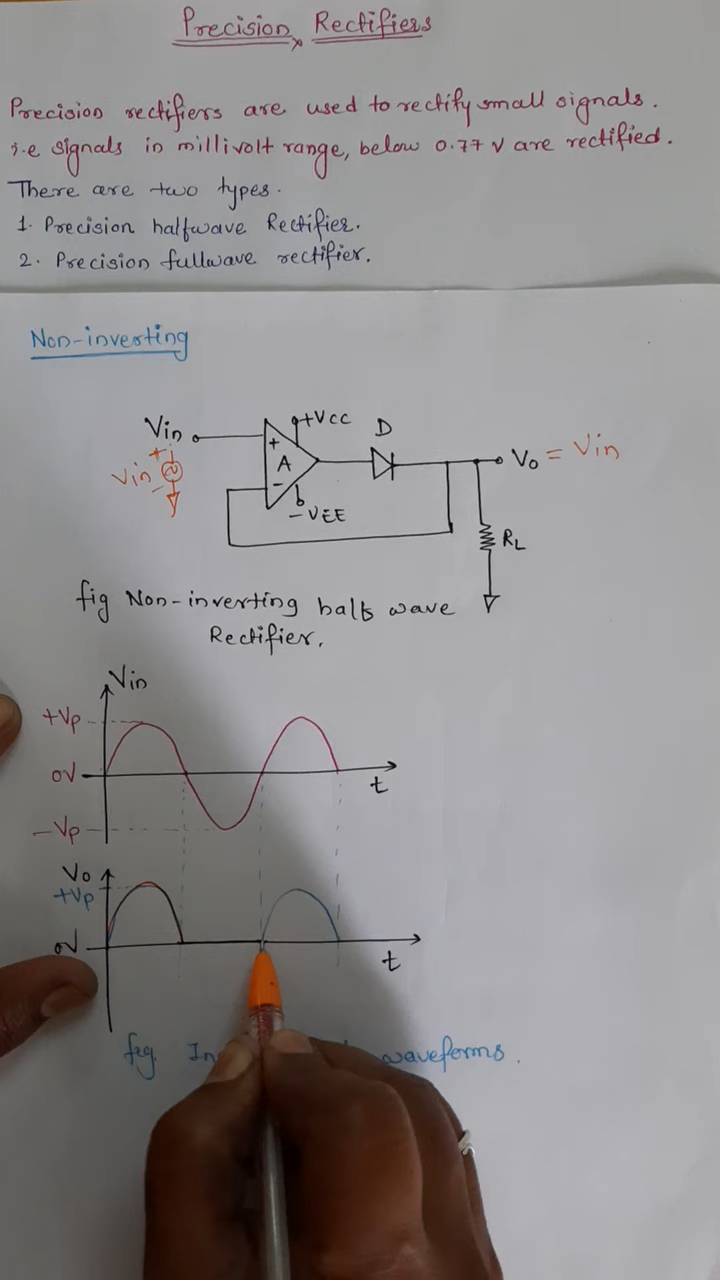 Precision Rectifiers
Precision rectifiers are used to rectify small signals.
i.e signals in millivolt range, below 0.77 V are rectified.
There are two types.
1. Precision halfwave Rectifier.
2. Precision fullwave rectifier.
Non-inverting
Vin
+Vcc
D
+
A
-
Vo = Vin
+
Vin
-
-VEE
RL
fig Non-inverting half wave
Rectifier.
Vin
+Vp
0V
t
-Vp
Vo
+Vp
0V
t
fig. waveforms.